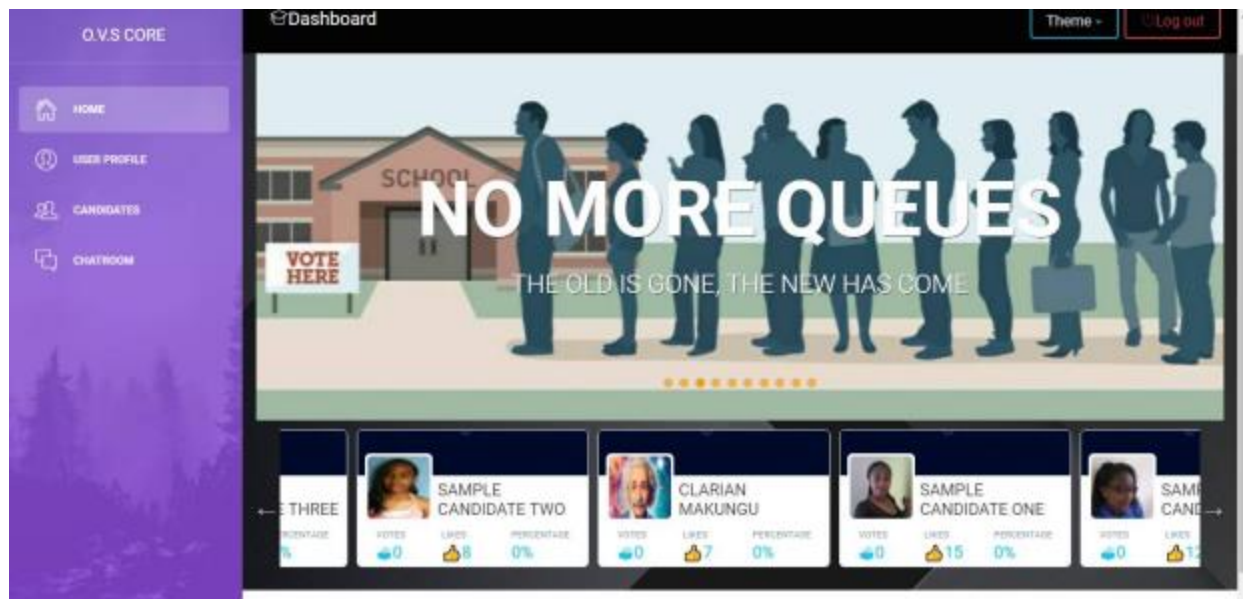 O.V.S CORE
HOME
USER PROFILE
CANDIDATES
CHATROOM
Dashboard
Theme
Log out
SCHOOL
VOTE
HERE
NO MORE QUEUES
THE OLD IS GONE, THE NEW HAS COME
THREE
%
SAMPLE
CANDIDATE TWO
VOTES LIKES PERCENTAGE
0 8 0%
CLARIAN
MAKUNGU
VOTES LIKES PERCENTAGE
0 7 0%
SAMPLE
CANDIDATE ONE
VOTES LIKES PERCENTAGE
0 15 0%
VOTES LIKES
0 12